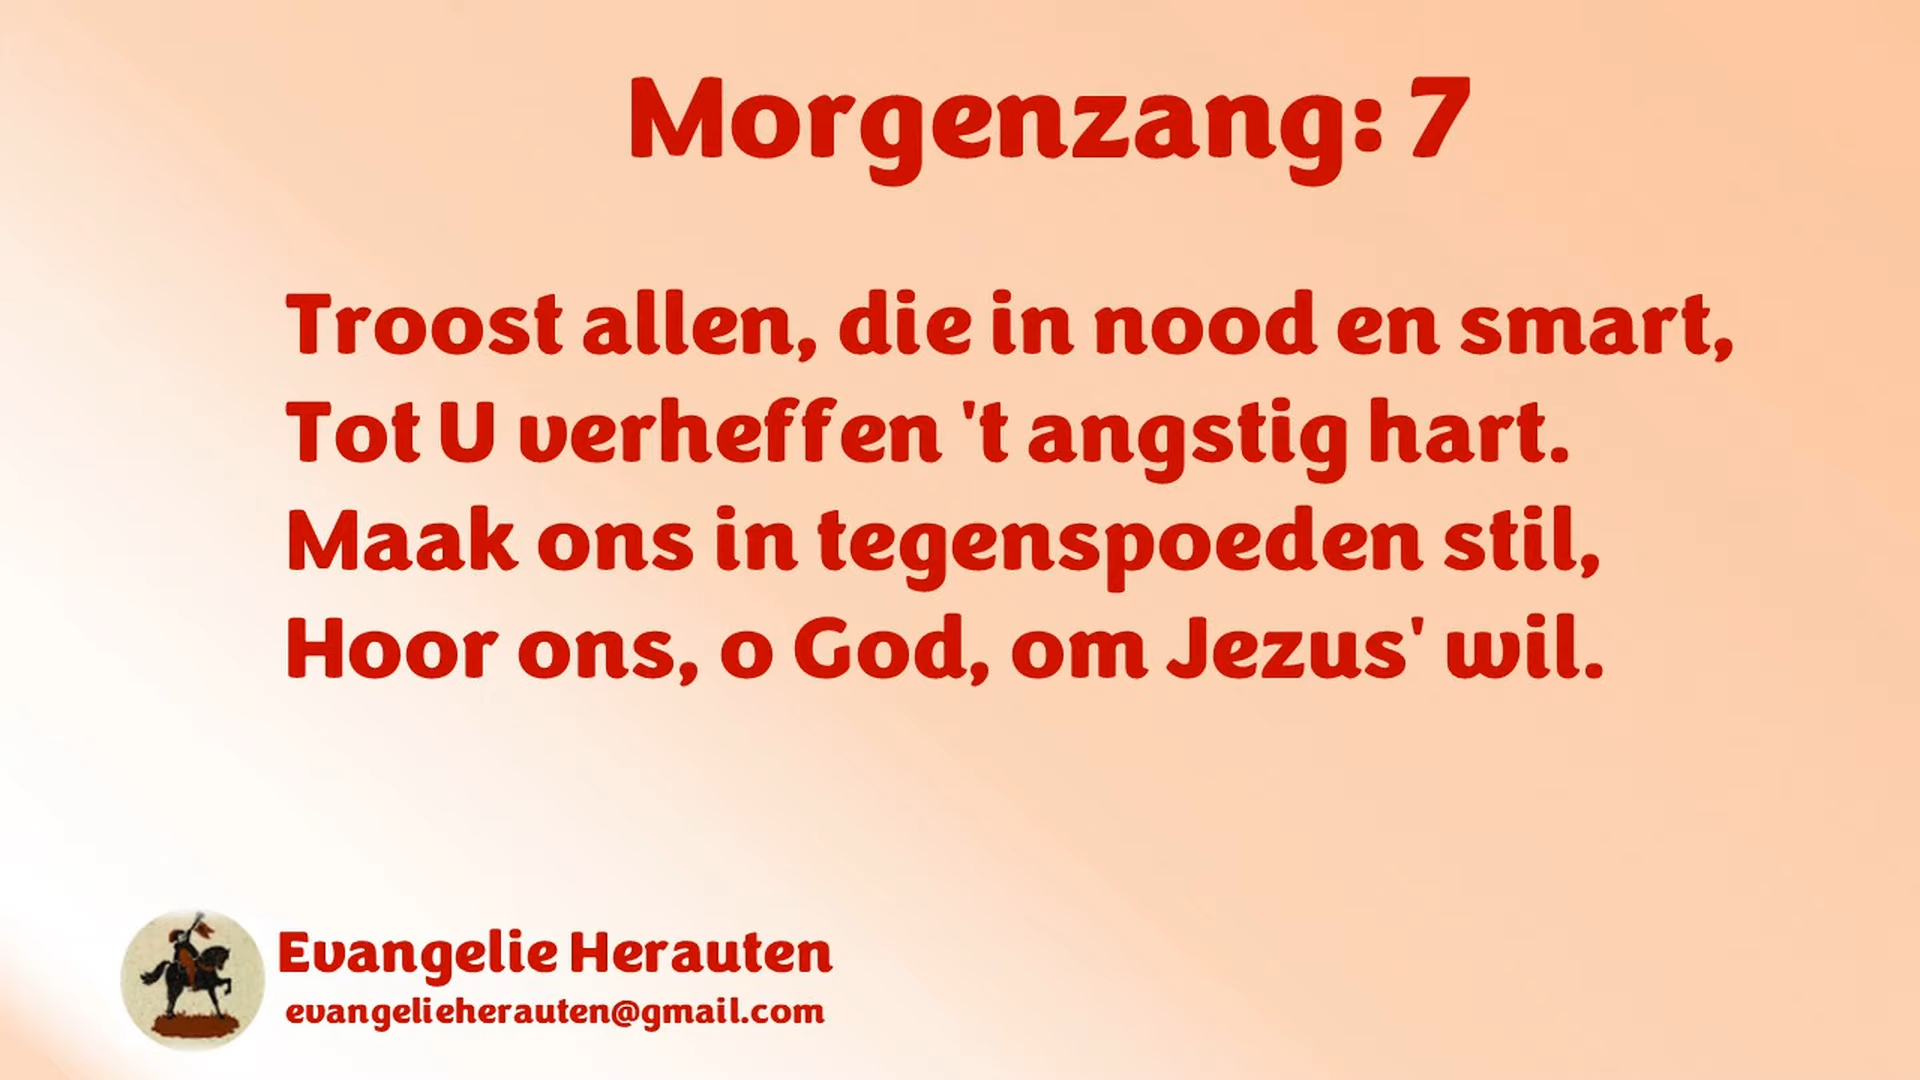 Morgenzang: 7
Troost allen, die in nood en smart,
Tot U verheffen 't angstig hart.
Maak ons in tegenspoeden stil,
Hoor ons, o God, om Jezus' wil.
Evangelie Herauten
evangelieherauten@gmail.com